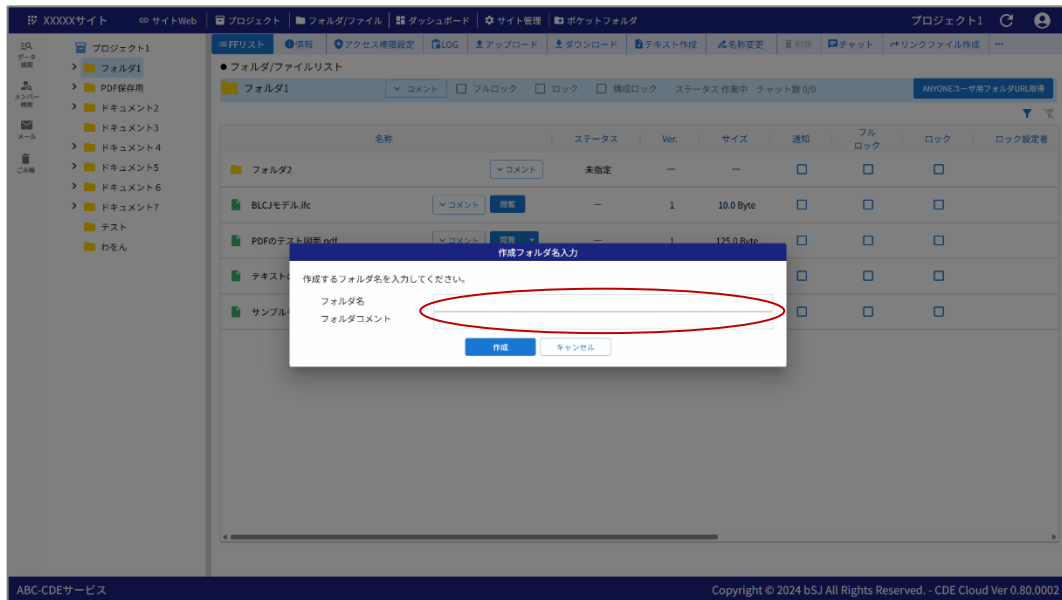 XXXXXサイト サイトWeb プロジェクト フォルダ/ファイル ダッシュボード サイト管理 ポケットフォルダ プロジェクト1
FFリスト 情報 アクセス権限設定 LOG アップロード ダウンロード テキスト作成 名称変更 削除 チャット リンクファイル作成 ...
データ
検索
メンバー
検索
メール
ごみ箱
プロジェクト1
フォルダ1
PDF保存用
ドキュメント2
ドキュメント3
ドキュメント4
ドキュメント5
ドキュメント6
ドキュメント7
テスト
わをん
●フォルダ/ファイルリスト
フォルダ1 コメント フルロック ロック 構成ロック ステータス 作業中 チャット数 0/0 ANYONEユーザ用フォルダURL取得
名称 ステータス Ver. サイズ 通知 フル
ロック ロック ロック設定者
フォルダ2 コメント 未指定 — —
BLCJモデル.ifc コメント 閲覧 — 1 10.0 Byte
PDFのテスト図面.pdf コメント 閲覧 — 1 125.0 Byte
テキスト
サンプル
作成フォルダ名入力
作成するフォルダ名を入力してください。
フォルダ名
フォルダコメント
作成 キャンセル
ABC-CDEサービス Copyright © 2024 bSJ All Rights Reserved. - CDE Cloud Ver 0.80.0002